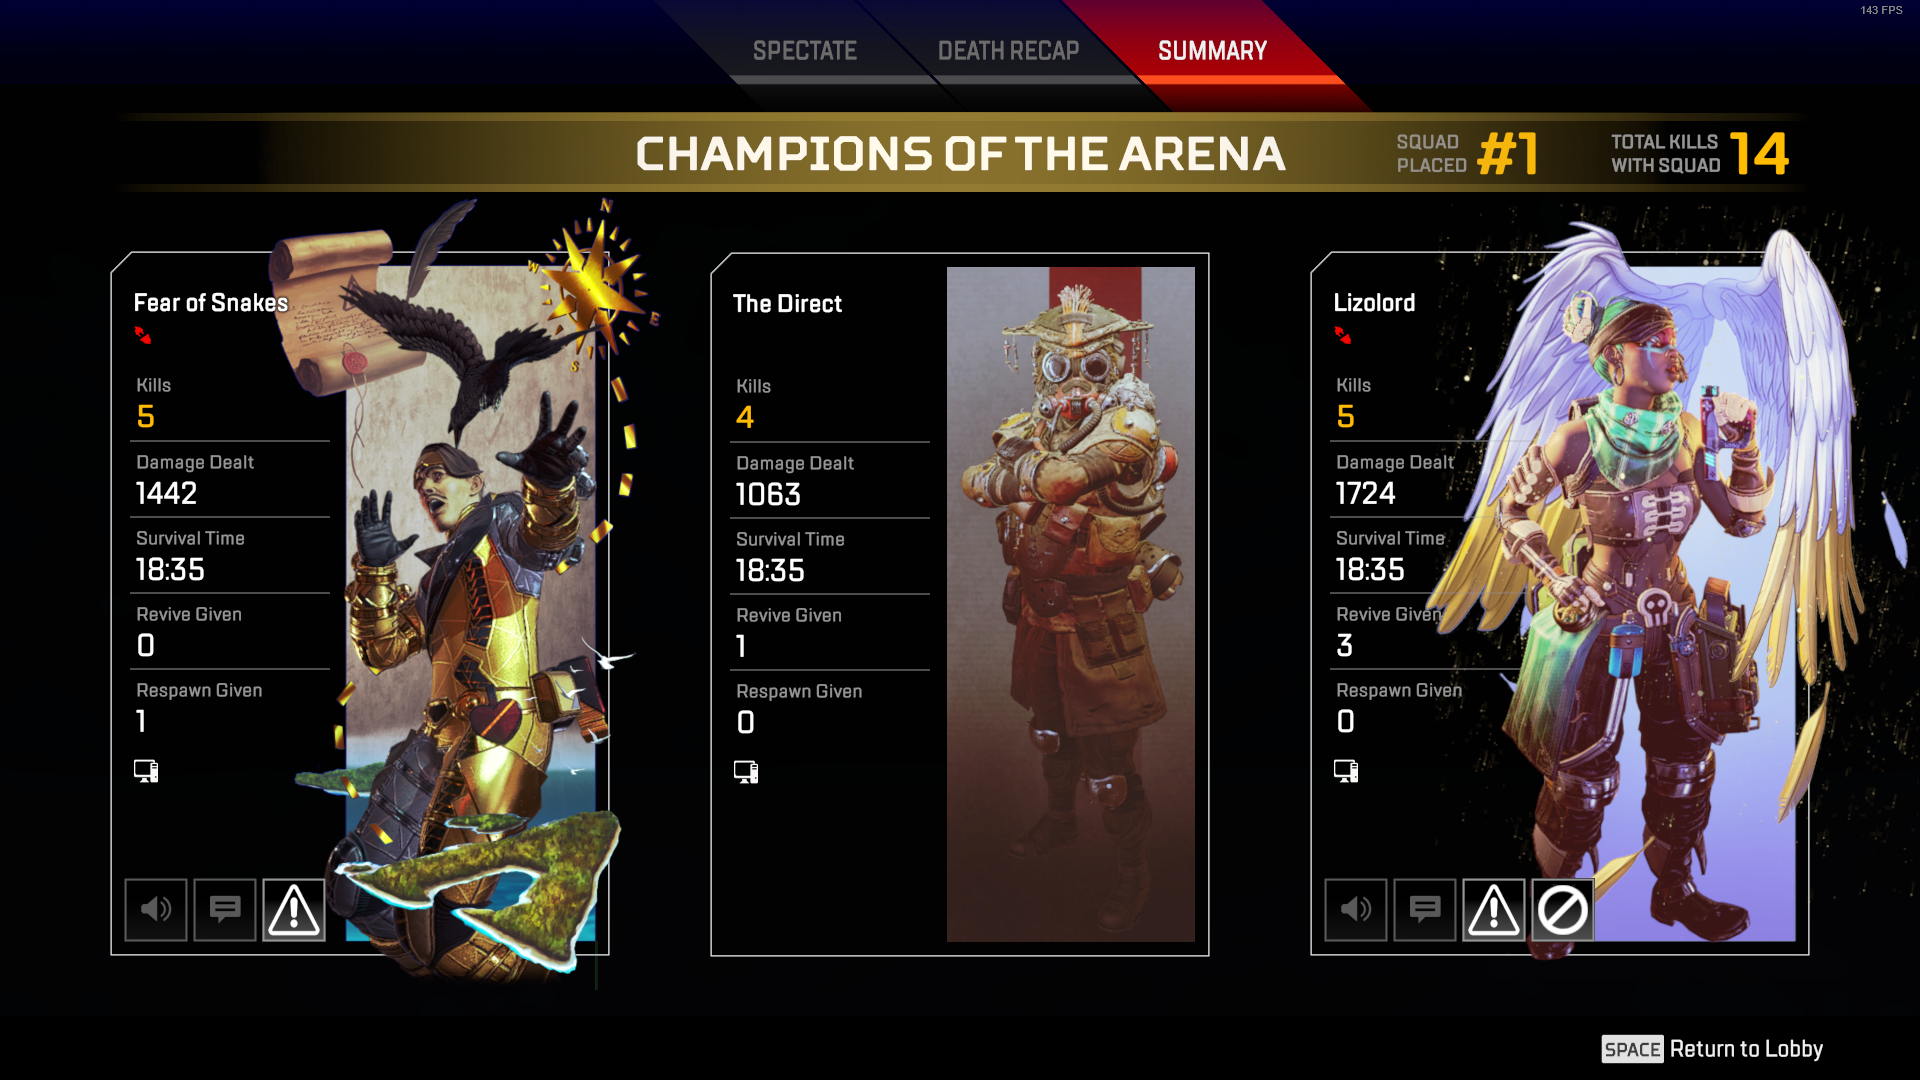 143 FPS
SPECTATE
DEATH RECAP
SUMMARY
CHAMPIONS OF THE ARENA
SQUAD
PLACED
#1
TOTAL KILLS
WITH SQUAD
14
Fear of Snakes
Kills
5
Damage Dealt
1442
Survival Time
18:35
Revive Given
0
Respawn Given
1
N
W
E
S
The Direct
Kills
4
Damage Dealt
1063
Survival Time
18:35
Revive Given
1
Respawn Given
0
Lizolord
Kills
5
Damage Dealt
1724
Survival Time
18:35
Revive Given
3
Respawn Given
0
SPACE Return to Lobby